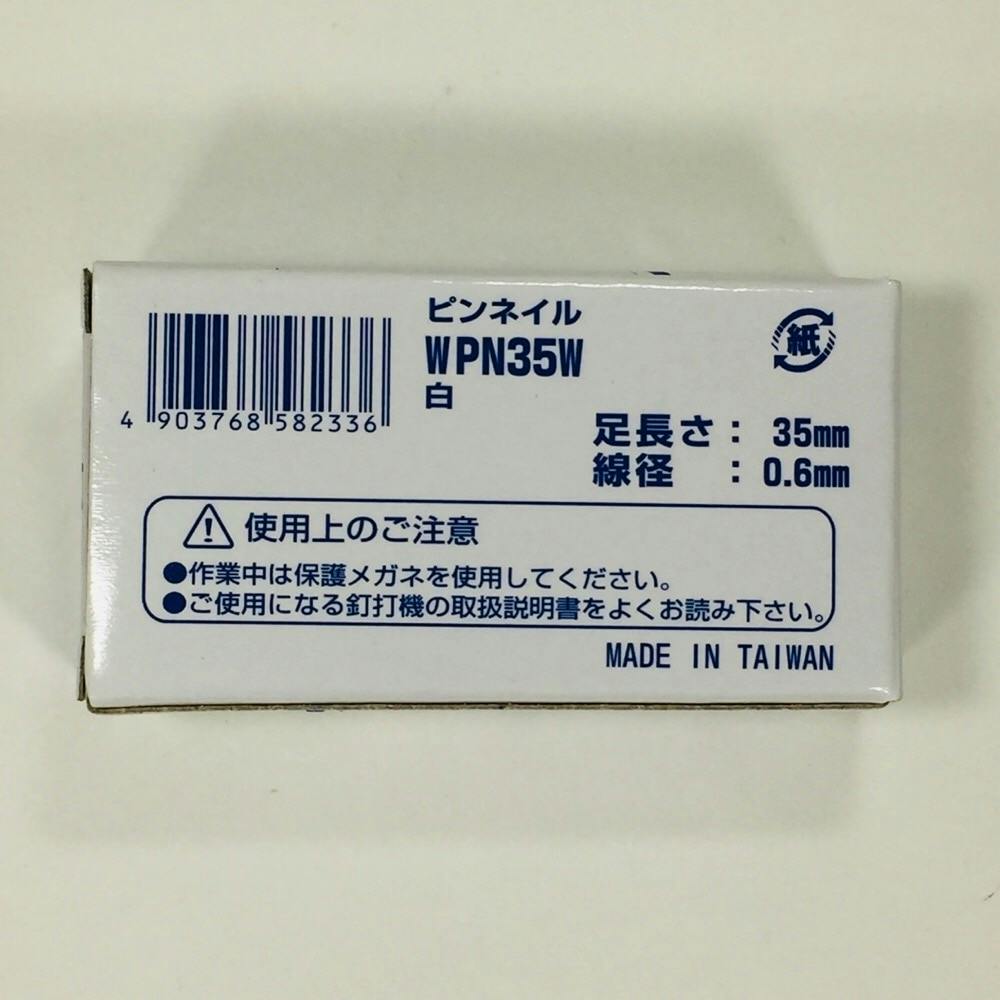 ピンネイル
WPN35W
白
紙
4 903768 582336
足長さ： 35mm
線径 ：0.6mm
使用上のご注意
●作業中は保護メガネを使用してください。
●ご使用になる釘打機の取扱説明書をよくお読み下さい。
MADE IN TAIWAN